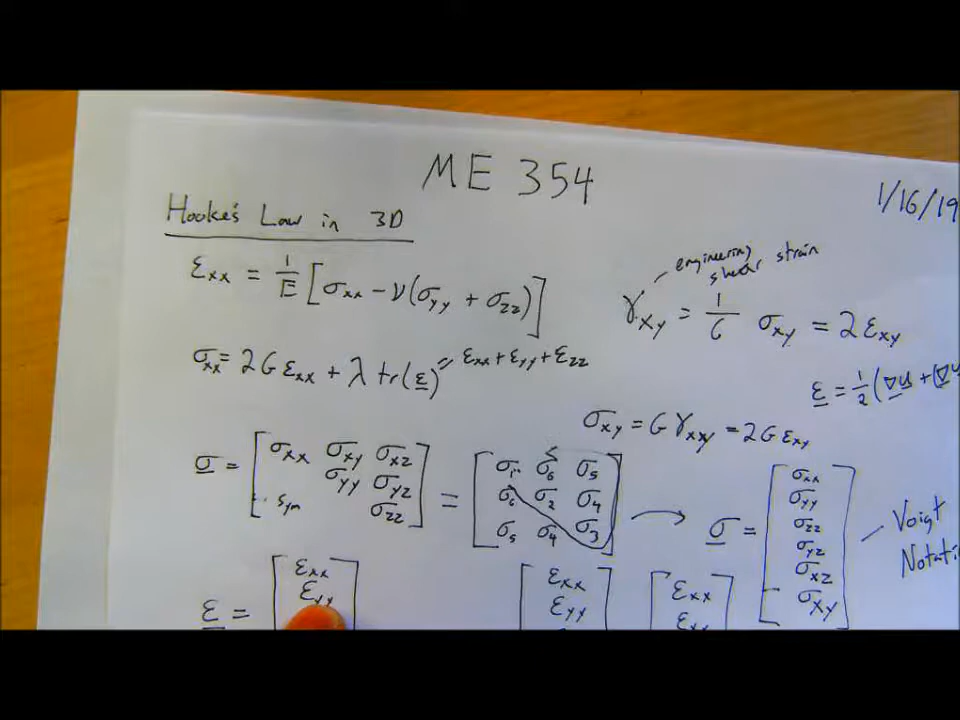 ME 354
1/16/19
Hooke's Law in 3D
εxx = 1/E [σxx - ν(σyy + σzz)]
engineering shear strain
γxy = 1/G σxy = 2εxy
σxx = 2G εxx + λ tr(ε) = εxx + εyy + εzz
ε = 1/2 (∇u + (∇u
σxy = G γxy = 2G εxy
σ = [σxx σxy σxz
σyy σyz
sym σzz] = [σ1 σ6 σ5
σ6 σ2 σ4
σ5 σ4 σ3] → σ = [σxx
σyy
σzz
σyz
σxz
σxy]
Voigt
ε = [εxx
εyy
[εxx
εyy
[εxx